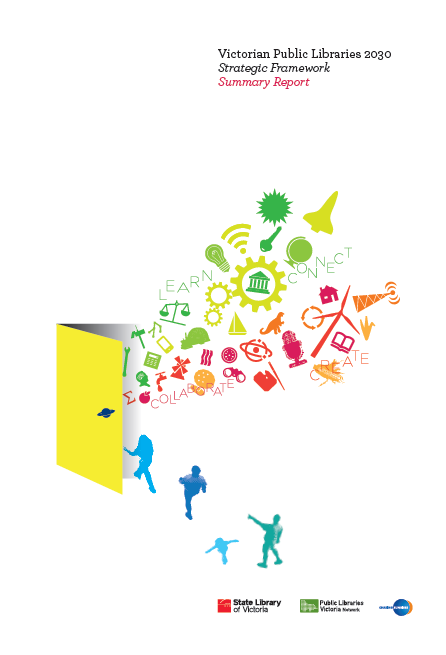 Victorian Public Libraries 2030
Strategic Framework
Summary Report
LEARN
CONNECT
CREATE
COLLABORATE
State Library
of Victoria
Public Libraries
Victoria Network